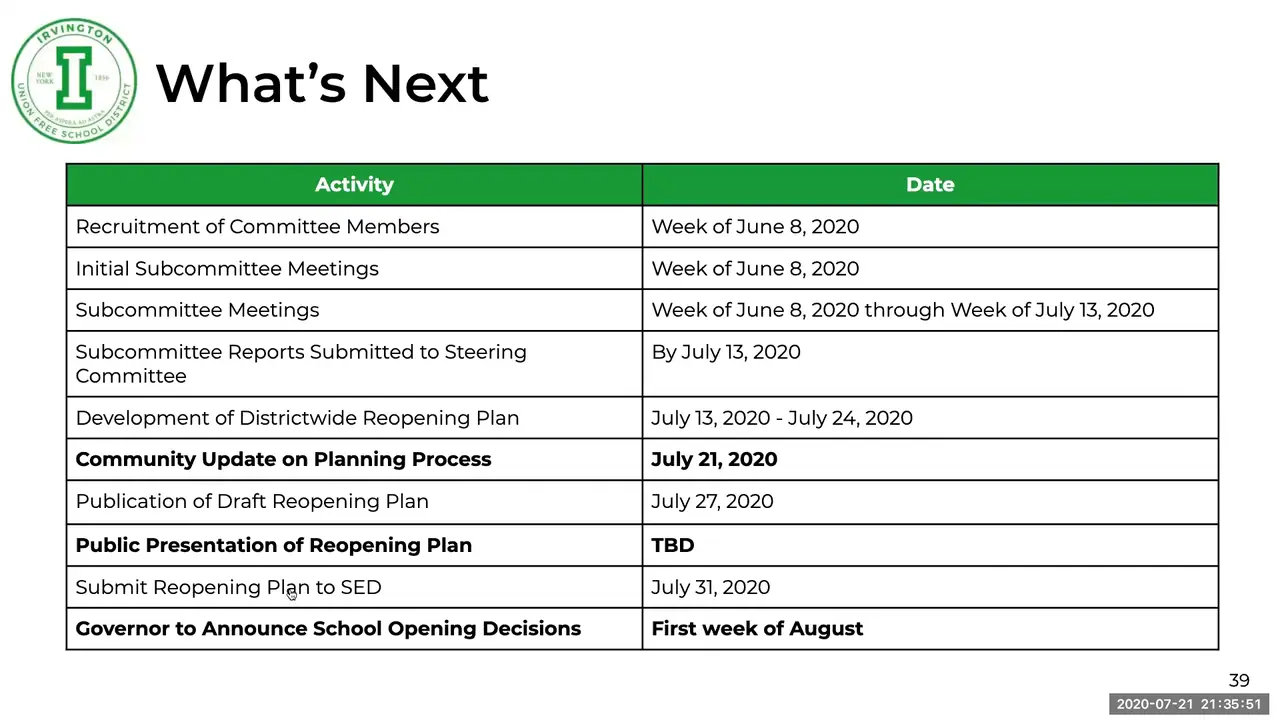 IRVINGTON
NEW YORK 1856
UNION FREE SCHOOL DISTRICT
What's Next
Activity Date
Recruitment of Committee Members Week of June 8, 2020
Initial Subcommittee Meetings Week of June 8, 2020
Subcommittee Meetings Week of June 8, 2020 through Week of July 13, 2020
Subcommittee Reports Submitted to Steering By July 13, 2020
Committee
Development of Districtwide Reopening Plan July 13, 2020 - July 24, 2020
Community Update on Planning Process July 21, 2020
Publication of Draft Reopening Plan July 27, 2020
Public Presentation of Reopening Plan TBD
Submit Reopening Plan to SED July 31, 2020
Governor to Announce School Opening Decisions First week of August
39
2020-07-21 21:35:51